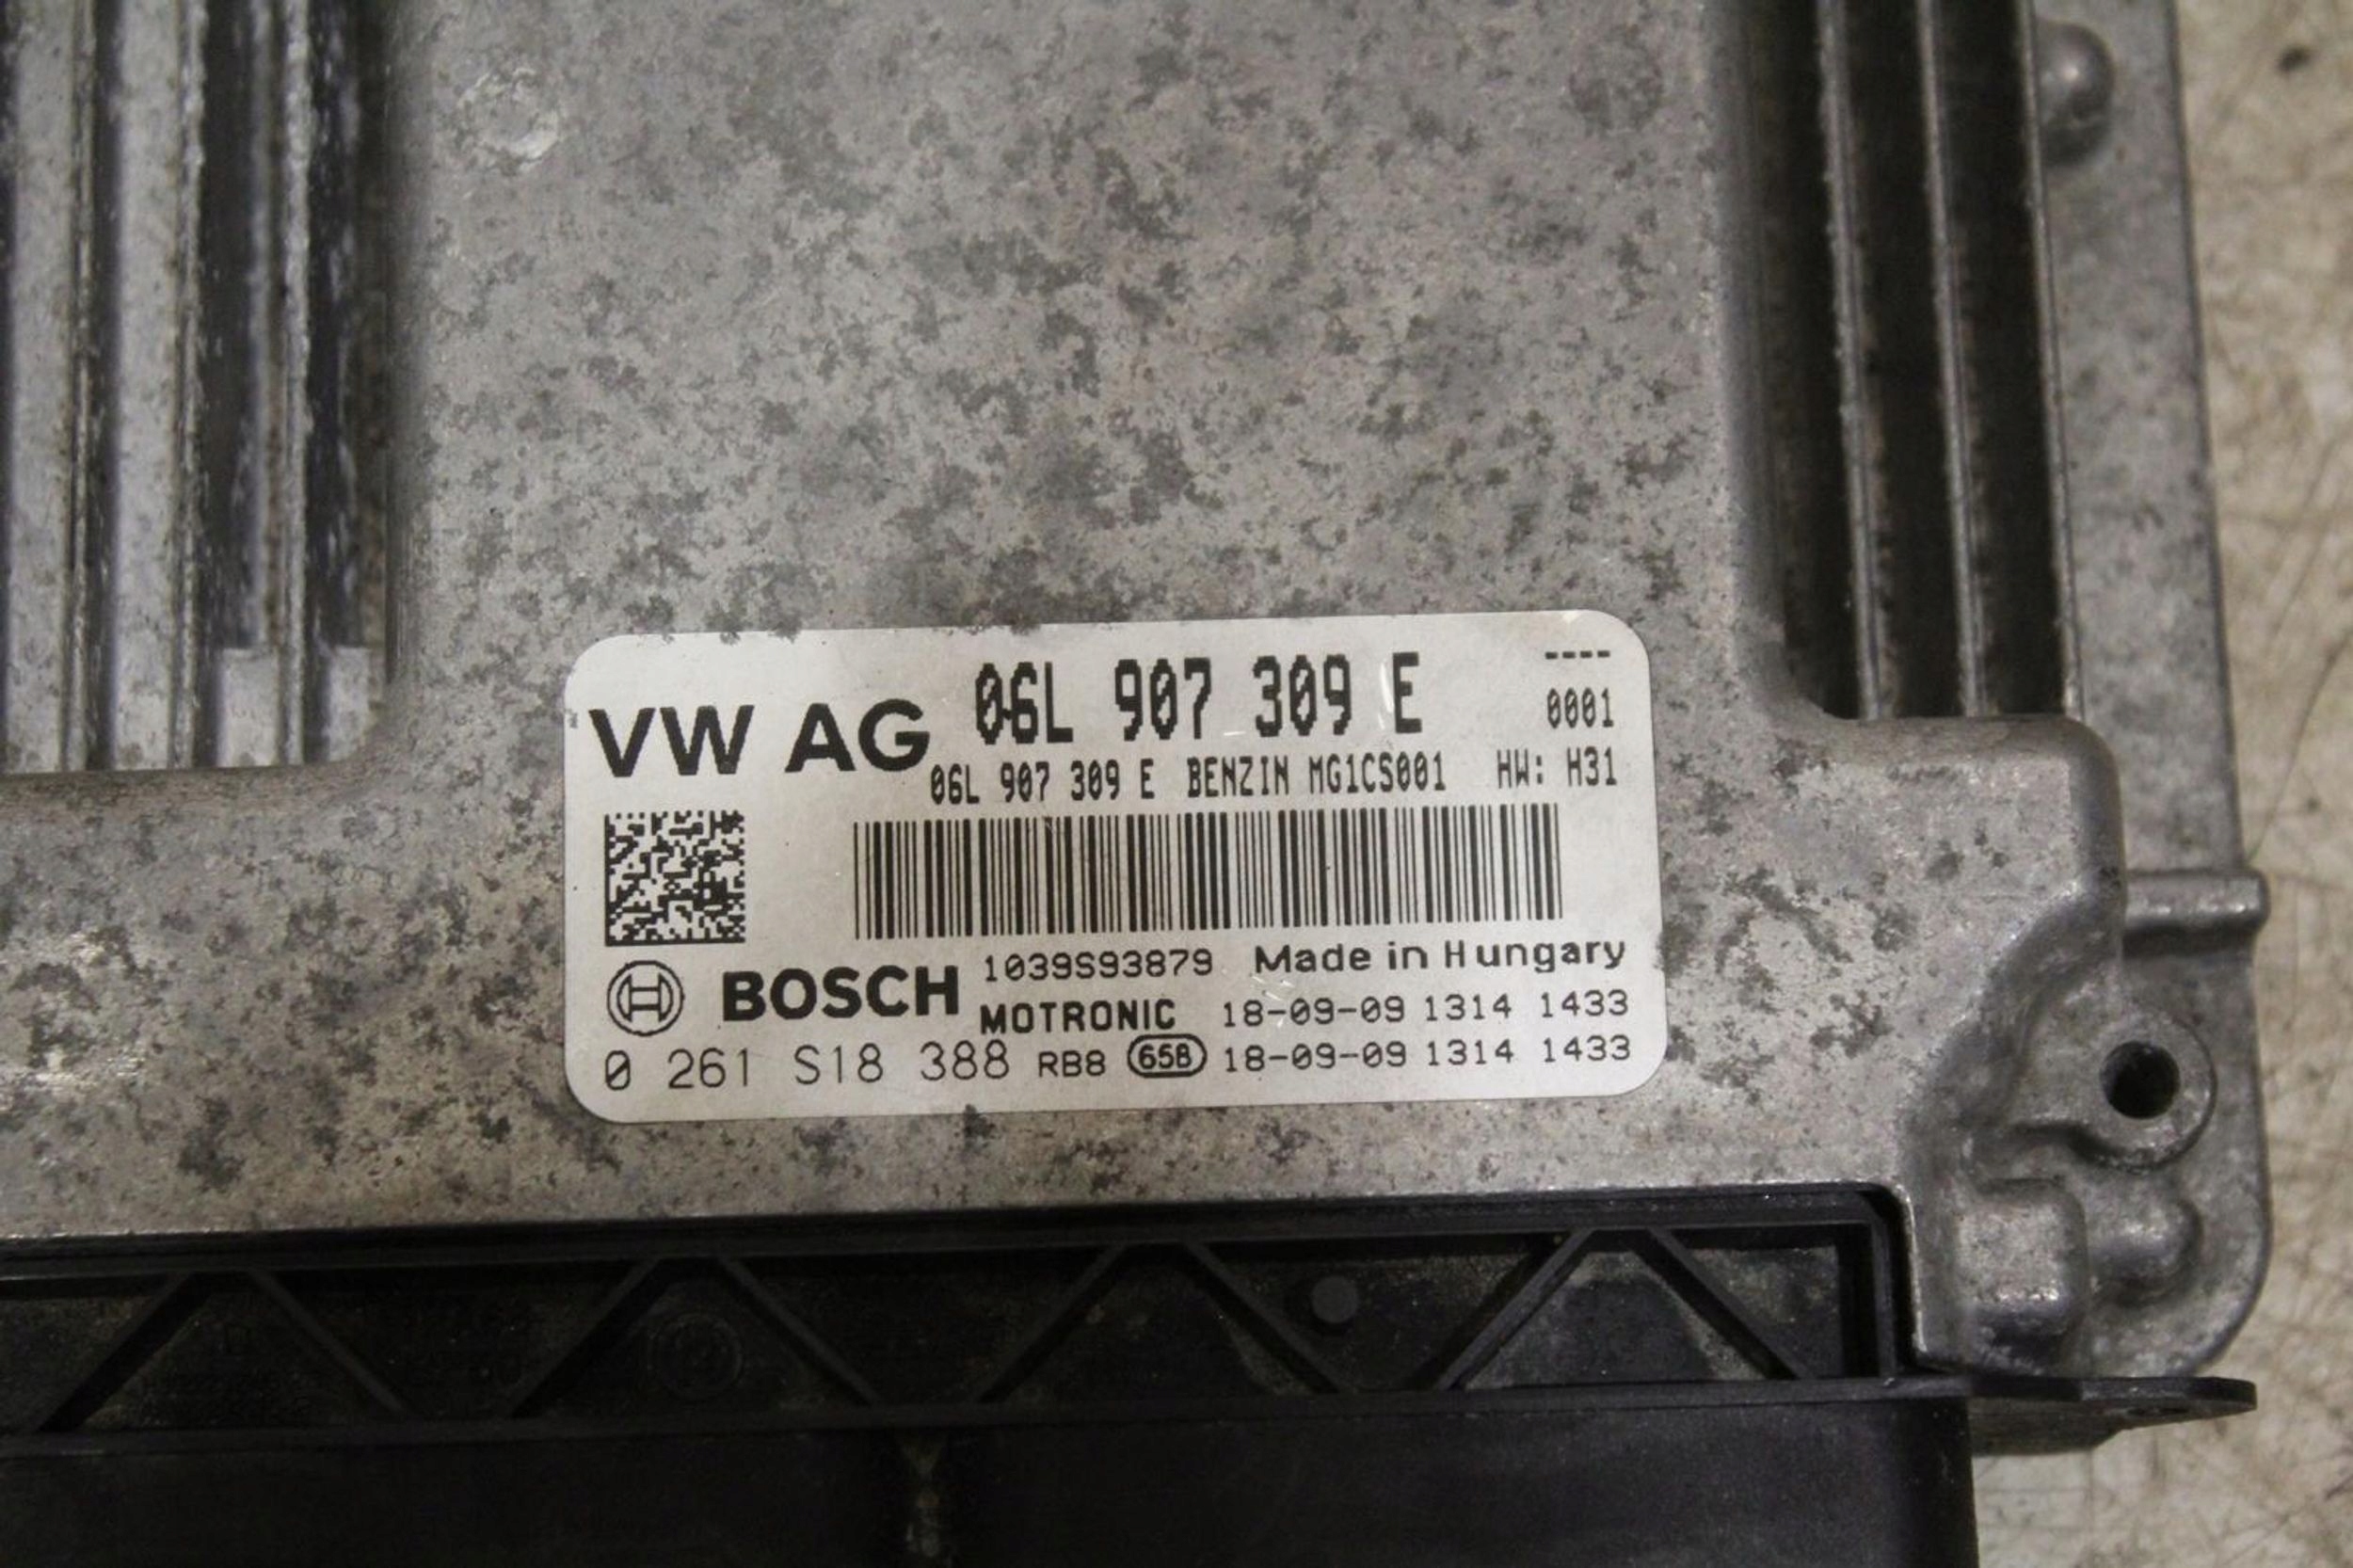 VW AG 06L 907 309 E ----
0001
06L 907 309 E BENZIN MG1CS001 HW: H31
BOSCH 1039S93879 Made in Hungary
MOTRONIC 18-09-09 1314 1433
0 261 S18 388 RB8 65B 18-09-09 1314 1433